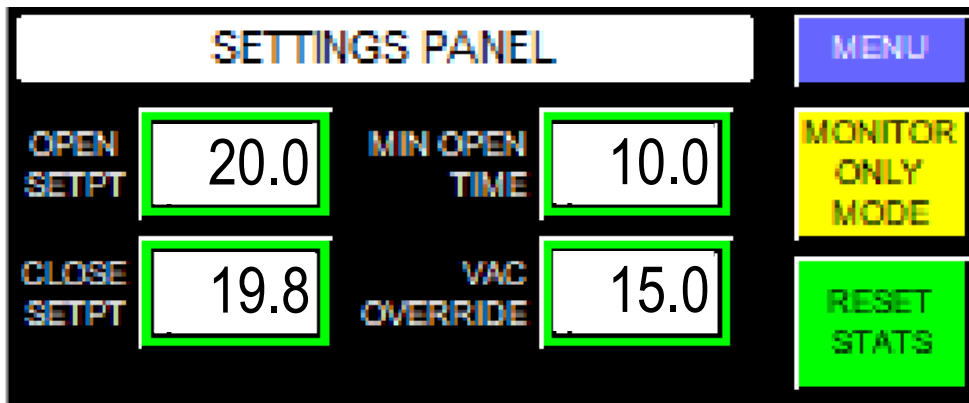 SETTINGS PANEL
MENU
OPEN
SETPT
20.0
MIN OPEN
TIME
10.0
MONITOR
ONLY
MODE
CLOSE
SETPT
19.8
VAC
OVERRIDE
15.0
RESET
STATS